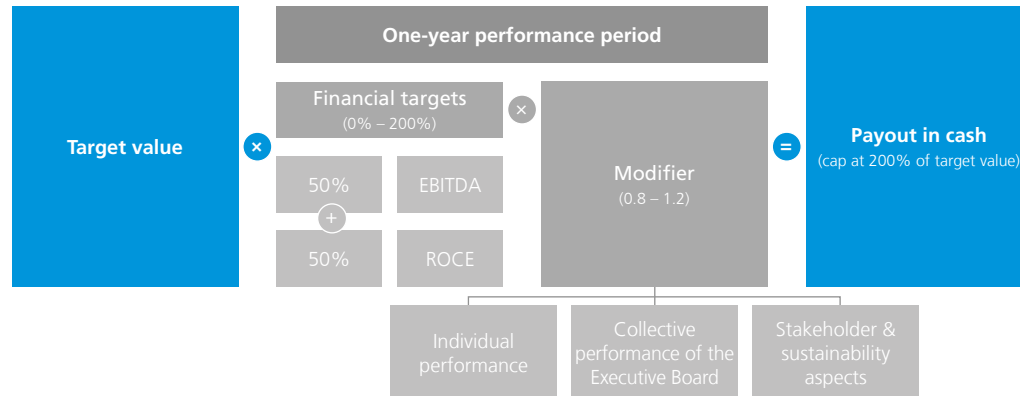 One-year performance period
Target value
×
Financial targets
(0% – 200%)
50%
EBITDA
+
50%
ROCE
×
Modifier
(0.8 – 1.2)
=
Payout in cash
(cap at 200% of target value)
Individual
performance
Collective
performance of the
Executive Board
Stakeholder &
sustainability
aspects